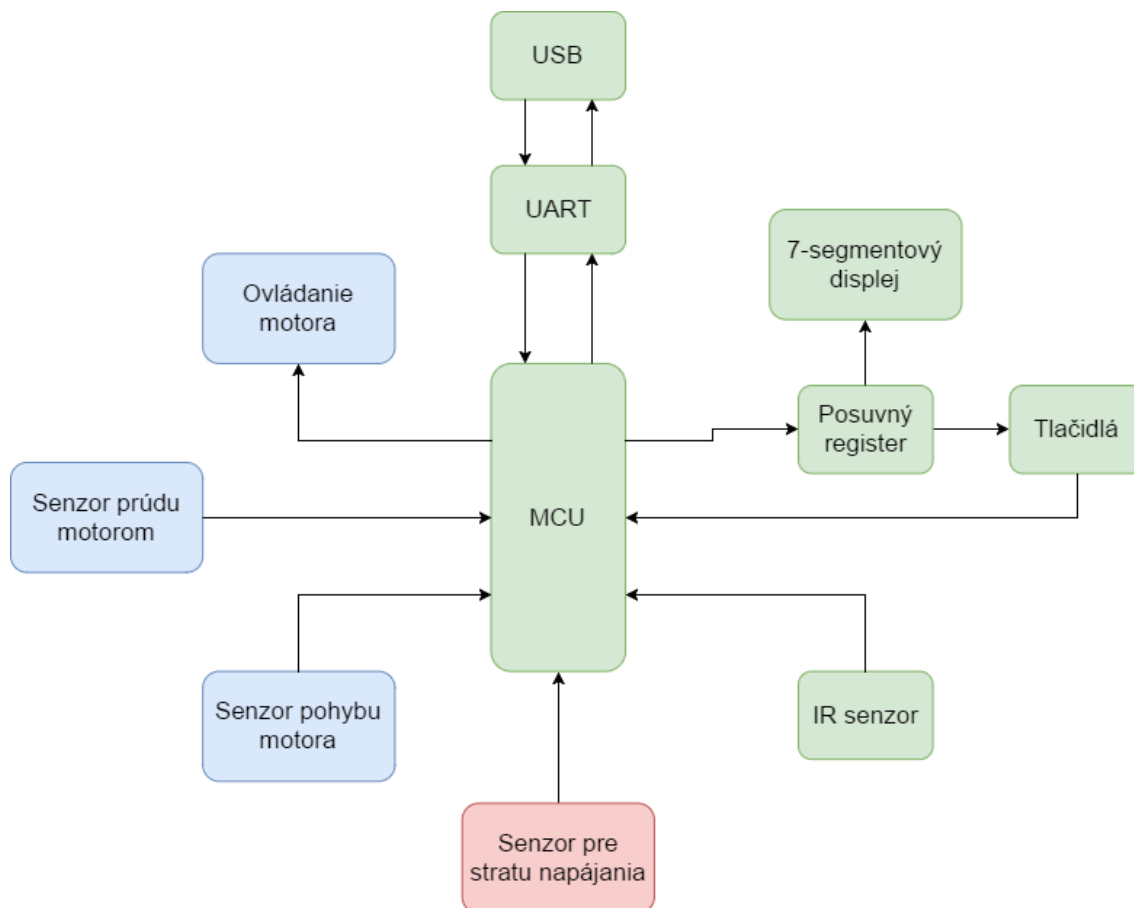 USB
UART
7-segmentový
displej
Ovládanie
motora
Posuvný
register
Tlačidlá
Senzor prúdu
motorom
MCU
Senzor pohybu
motora
IR senzor
Senzor pre
stratu napájania